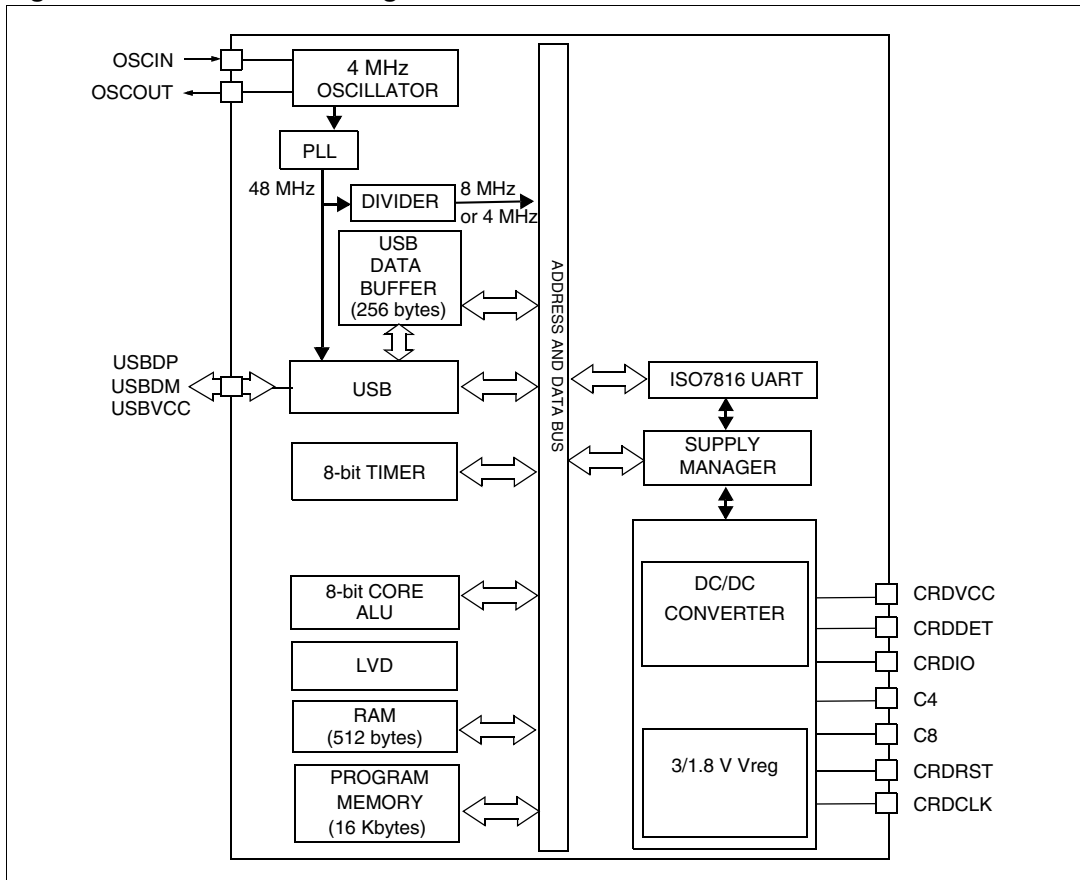 OSCIN
OSCOUT
4 MHz
OSCILLATOR
PLL
48 MHz
DIVIDER
8 MHz
or 4 MHz
USB
DATA
BUFFER
(256 bytes)
USBDP
USBDM
USBVCC
USB
8-bit TIMER
8-bit CORE
ALU
LVD
RAM
(512 bytes)
PROGRAM
MEMORY
(16 Kbytes)
ADDRESS AND DATA BUS
ISO7816 UART
SUPPLY
MANAGER
DC/DC
CONVERTER
3/1.8 V Vreg
CRDVCC
CRDDET
CRDIO
C4
C8
CRDRST
CRDCLK